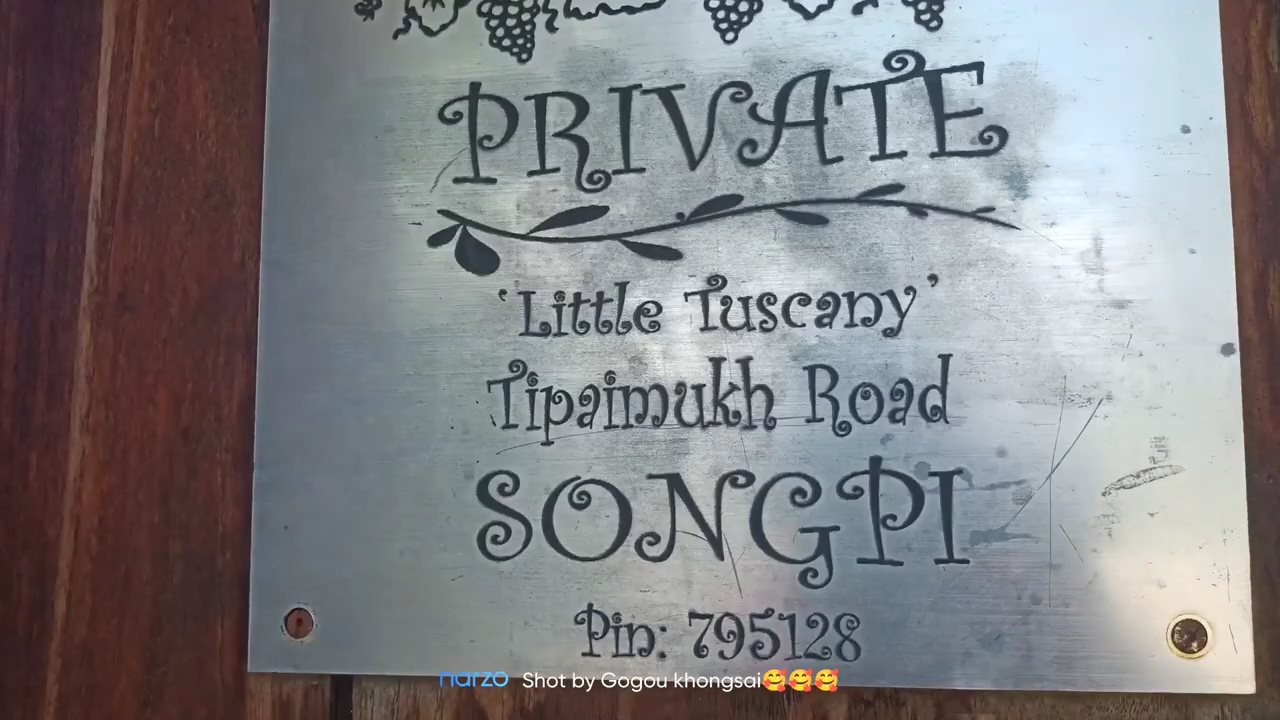 PRIVATE
‘Little Tuscany’
Tipaimukh Road
SONGPI
Pin: 795128
narzo Shot by Gogou khongsai🥰🥰🥰